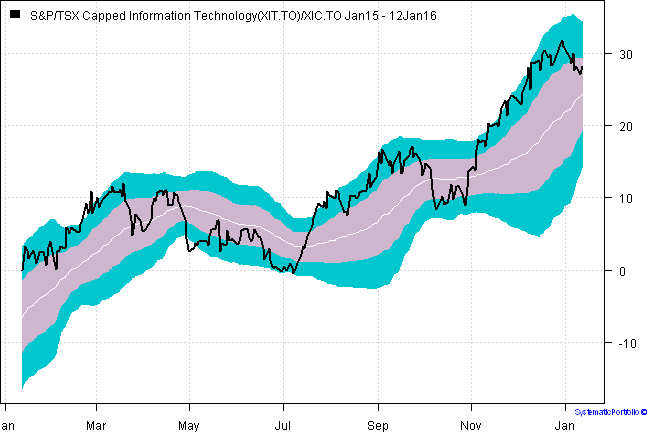 S&P/TSX Capped Information Technology(XIT.TO)/XIC.TO Jan15 - 12Jan16
30
20
10
0
-10
an Mar May Jul Sep Nov Jan
SystematicPortfolio ©